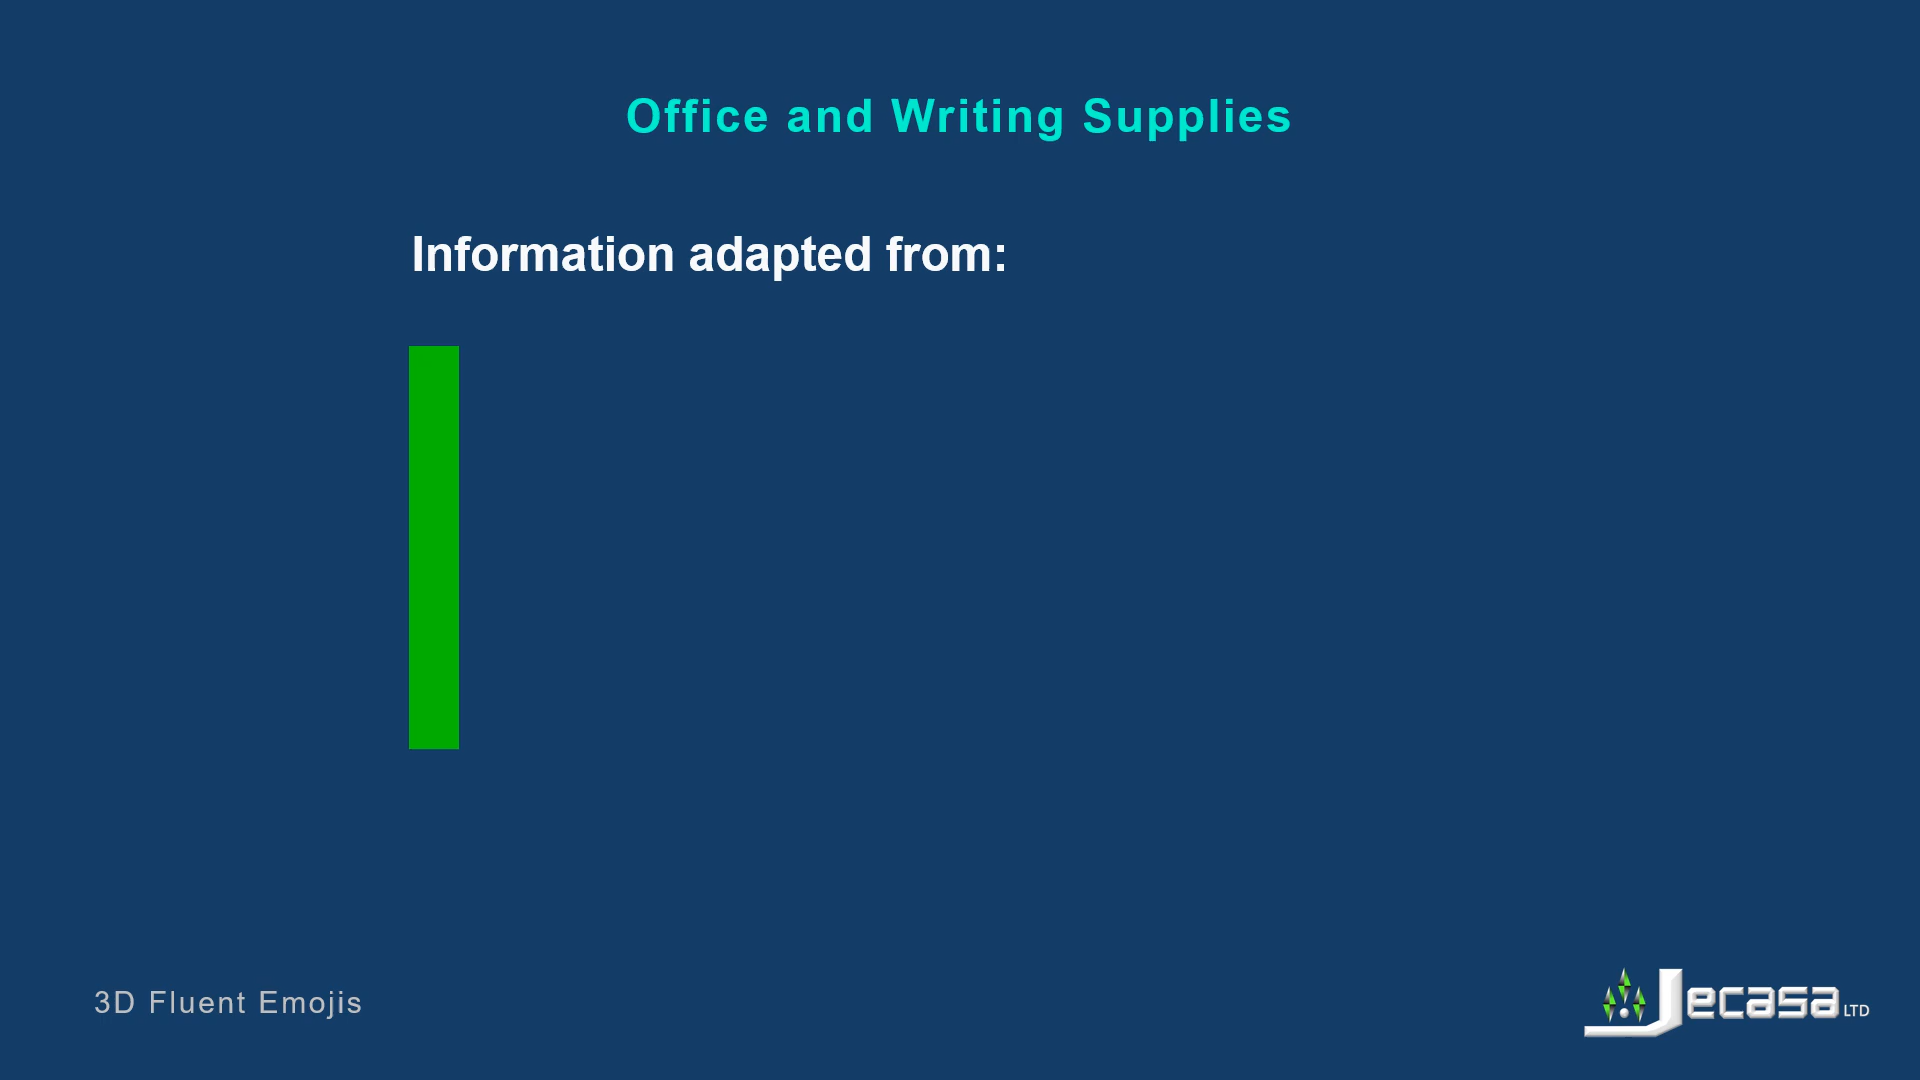 Office and Writing Supplies
Information adapted from:
3D Fluent Emojis
Jecasa LTD